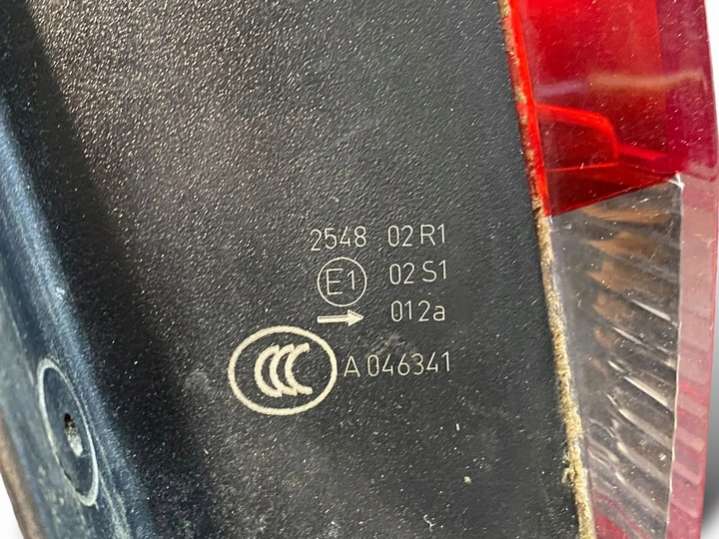 2548 02 R1
E1 02 S1
→ 012a
CCC A 046341